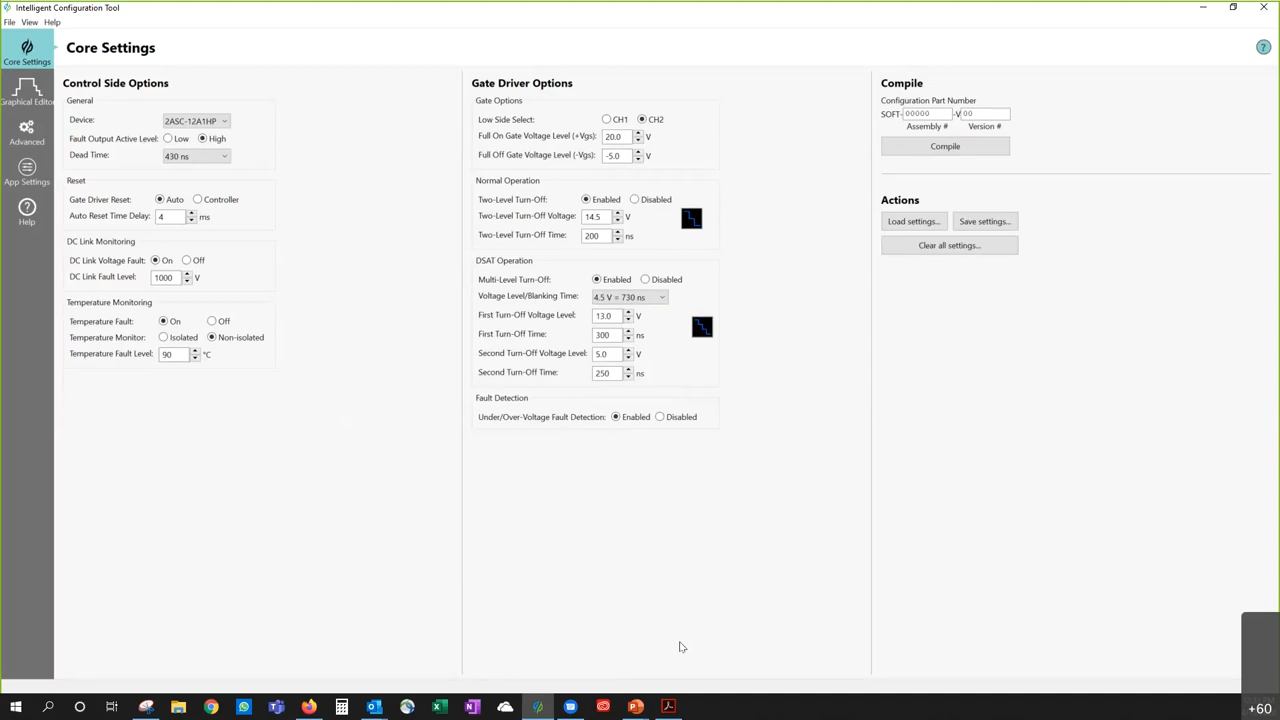 Intelligent Configuration Tool
File View Help
Core Settings
Graphical Editor
Advanced
App Settings
Help
Core Settings
?
Control Side Options
General
Device: 2ASC-12A1HP
Fault Output Active Level: Low High
Dead Time: 430 ns
Reset
Gate Driver Reset: Auto Controller
Auto Reset Time Delay: 4 ms
DC Link Monitoring
DC Link Voltage Fault: On Off
DC Link Fault Level: 1000 V
Temperature Monitoring
Temperature Fault: On Off
Temperature Monitor: Isolated Non-isolated
Temperature Fault Level: 90 °C
Gate Driver Options
Gate Options
Low Side Select: CH1 CH2
Full On Gate Voltage Level (+Vgs): 20.0 V
Full Off Gate Voltage Level (-Vgs): -5.0 V
Normal Operation
Two-Level Turn-Off: Enabled Disabled
Two-Level Turn-Off Voltage: 14.5 V
Two-Level Turn-Off Time: 200 ns
DSAT Operation
Multi-Level Turn-Off: Enabled Disabled
Voltage Level/Blanking Time: 4.5 V = 730 ns
First Turn-Off Voltage Level: 13.0 V
First Turn-Off Time: 300 ns
Second Turn-Off Voltage Level: 5.0 V
Second Turn-Off Time: 250 ns
Fault Detection
Under/Over-Voltage Fault Detection: Enabled Disabled
Compile
Configuration Part Number
SOFT- 00000 -V 00
Assembly # Version #
Compile
Actions
Load settings... Save settings...
Clear all settings...
+60